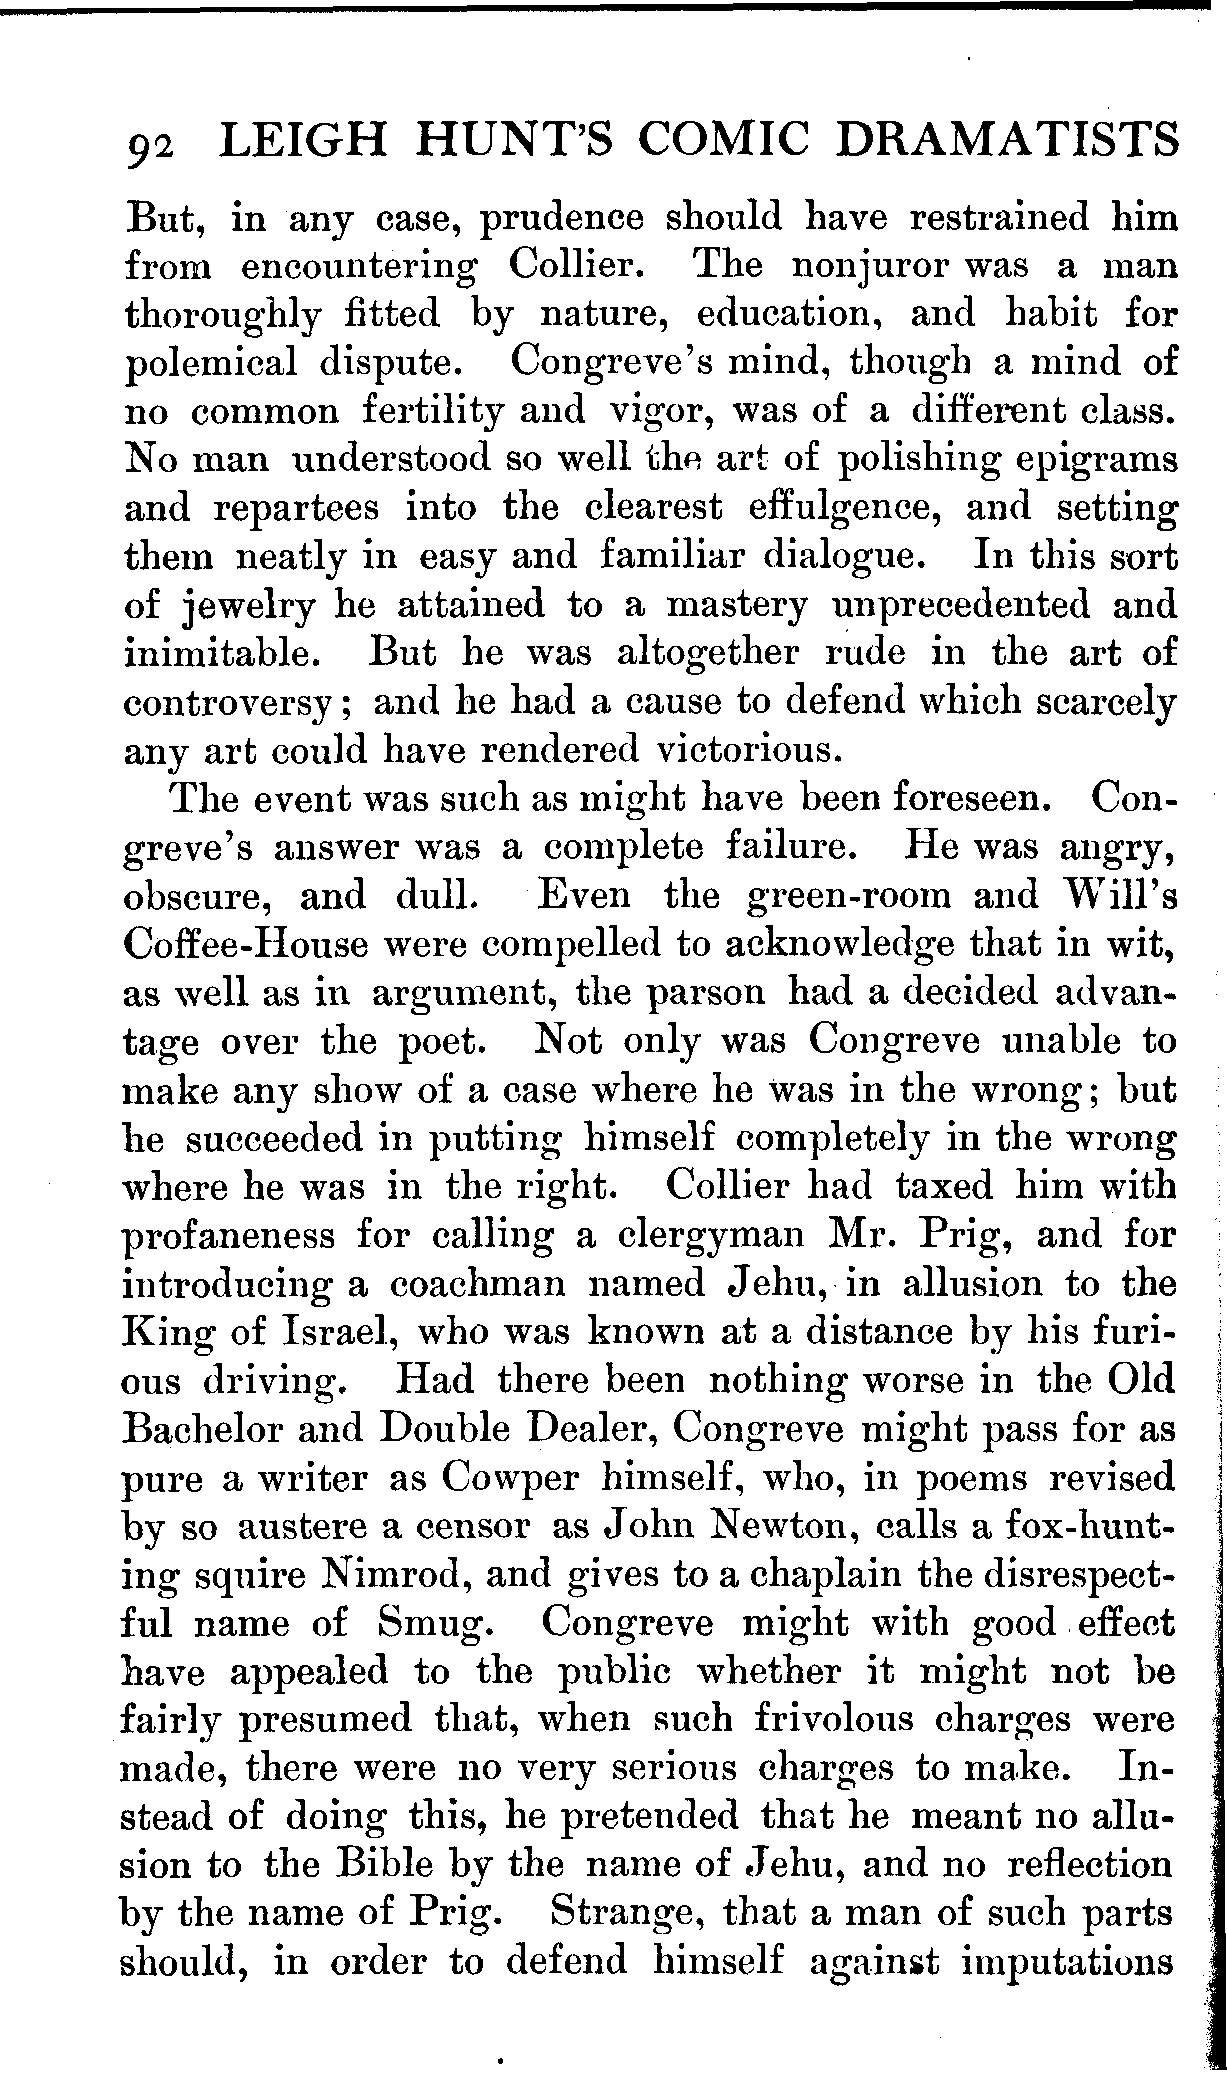 92 LEIGH HUNT'S COMIC DRAMATISTS
But, in any case, prudence should have restrained him
from encountering Collier. The nonjuror was a man
thoroughly fitted by nature, education, and habit for
polemical dispute. Congreve's mind, though a mind of
no common fertility and vigor, was of a different class.
No man understood so well the art of polishing epigrams
and repartees into the clearest effulgence, and setting
them neatly in easy and familiar dialogue. In this sort
of jewelry he attained to a mastery unprecedented and
inimitable. But he was altogether rude in the art of
controversy; and he had a cause to defend which scarcely
any art could have rendered victorious.
The event was such as might have been foreseen. Con-
greve's answer was a complete failure. He was angry,
obscure, and dull. Even the green-room and Will's
Coffee-House were compelled to acknowledge that in wit,
as well as in argument, the parson had a decided advan-
tage over the poet. Not only was Congreve unable to
make any show of a case where he was in the wrong; but
he succeeded in putting himself completely in the wrong
where he was in the right. Collier had taxed him with
profaneness for calling a clergyman Mr. Prig, and for
introducing a coachman named Jehu, in allusion to the
King of Israel, who was known at a distance by his furi-
ous driving. Had there been nothing worse in the Old
Bachelor and Double Dealer, Congreve might pass for as
pure a writer as Cowper himself, who, in poems revised
by so austere a censor as John Newton, calls a fox-hunt-
ing squire Nimrod, and gives to a chaplain the disrespect-
ful name of Smug. Congreve might with good effect
have appealed to the public whether it might not be
fairly presumed that, when such frivolous charges were
made, there were no very serious charges to make. In-
stead of doing this, he pretended that he meant no allu-
sion to the Bible by the name of Jehu, and no reflection
by the name of Prig. Strange, that a man of such parts
should, in order to defend himself against imputations